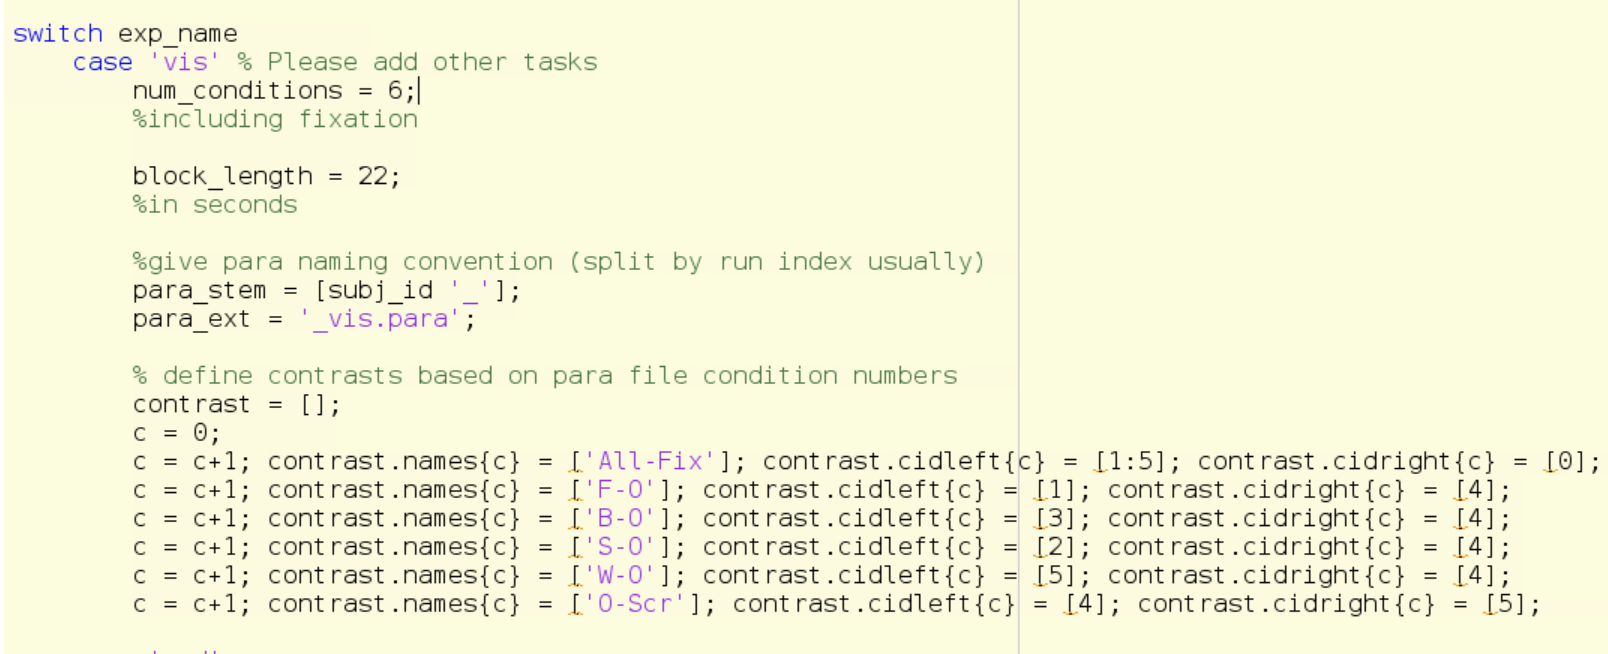 switch exp_name
case 'vis' % Please add other tasks
num_conditions = 6;
%including fixation
block_length = 22;
%in seconds
%give para naming convention (split by run index usually)
para_stem = [subj_id '_'];
para_ext = '_vis.para';
% define contrasts based on para file condition numbers
contrast = [];
c = 0;
c = c+1; contrast.names{c} = ['All-Fix']; contrast.cidleft{c} = [1:5]; contrast.cidright{c} = [0];
c = c+1; contrast.names{c} = ['F-O']; contrast.cidleft{c} = [1]; contrast.cidright{c} = [4];
c = c+1; contrast.names{c} = ['B-O']; contrast.cidleft{c} = [3]; contrast.cidright{c} = [4];
c = c+1; contrast.names{c} = ['S-O']; contrast.cidleft{c} = [2]; contrast.cidright{c} = [4];
c = c+1; contrast.names{c} = ['W-O']; contrast.cidleft{c} = [5]; contrast.cidright{c} = [4];
c = c+1; contrast.names{c} = ['O-Scr']; contrast.cidleft{c} = [4]; contrast.cidright{c} = [5];